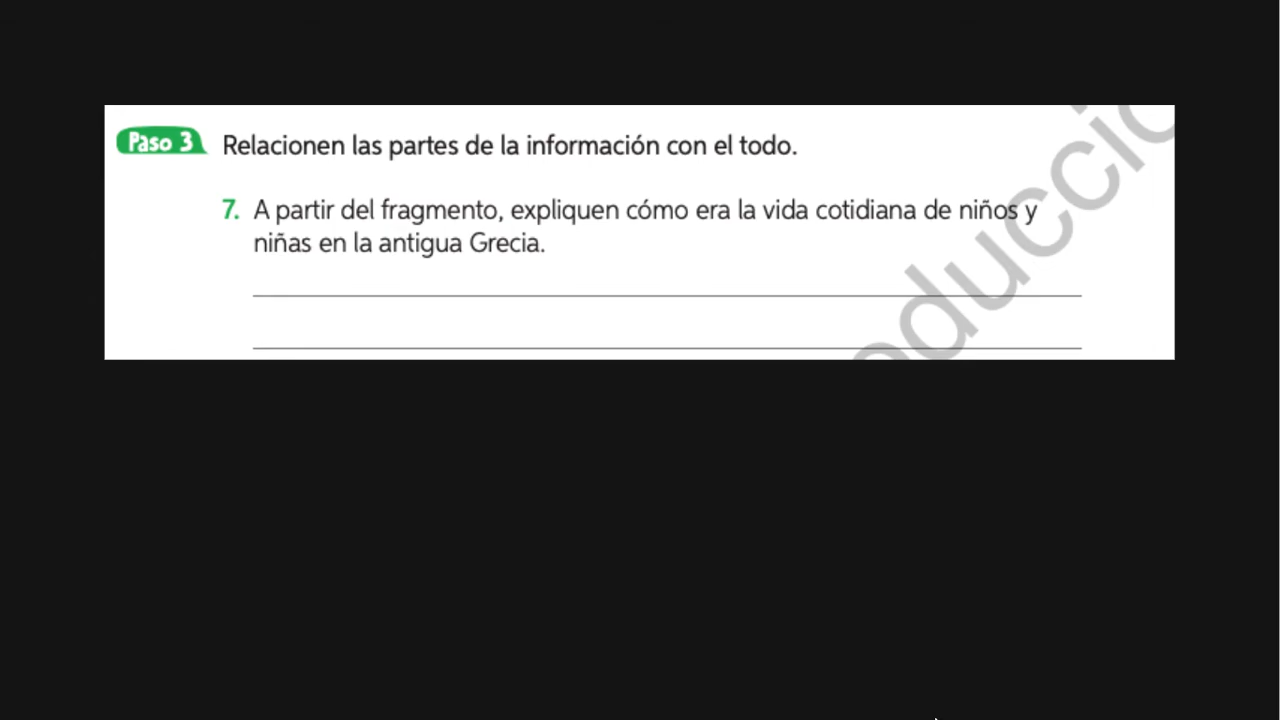 Paso 3 Relacionen las partes de la información con el todo.
7. A partir del fragmento, expliquen cómo era la vida cotidiana de niños y
niñas en la antigua Grecia.